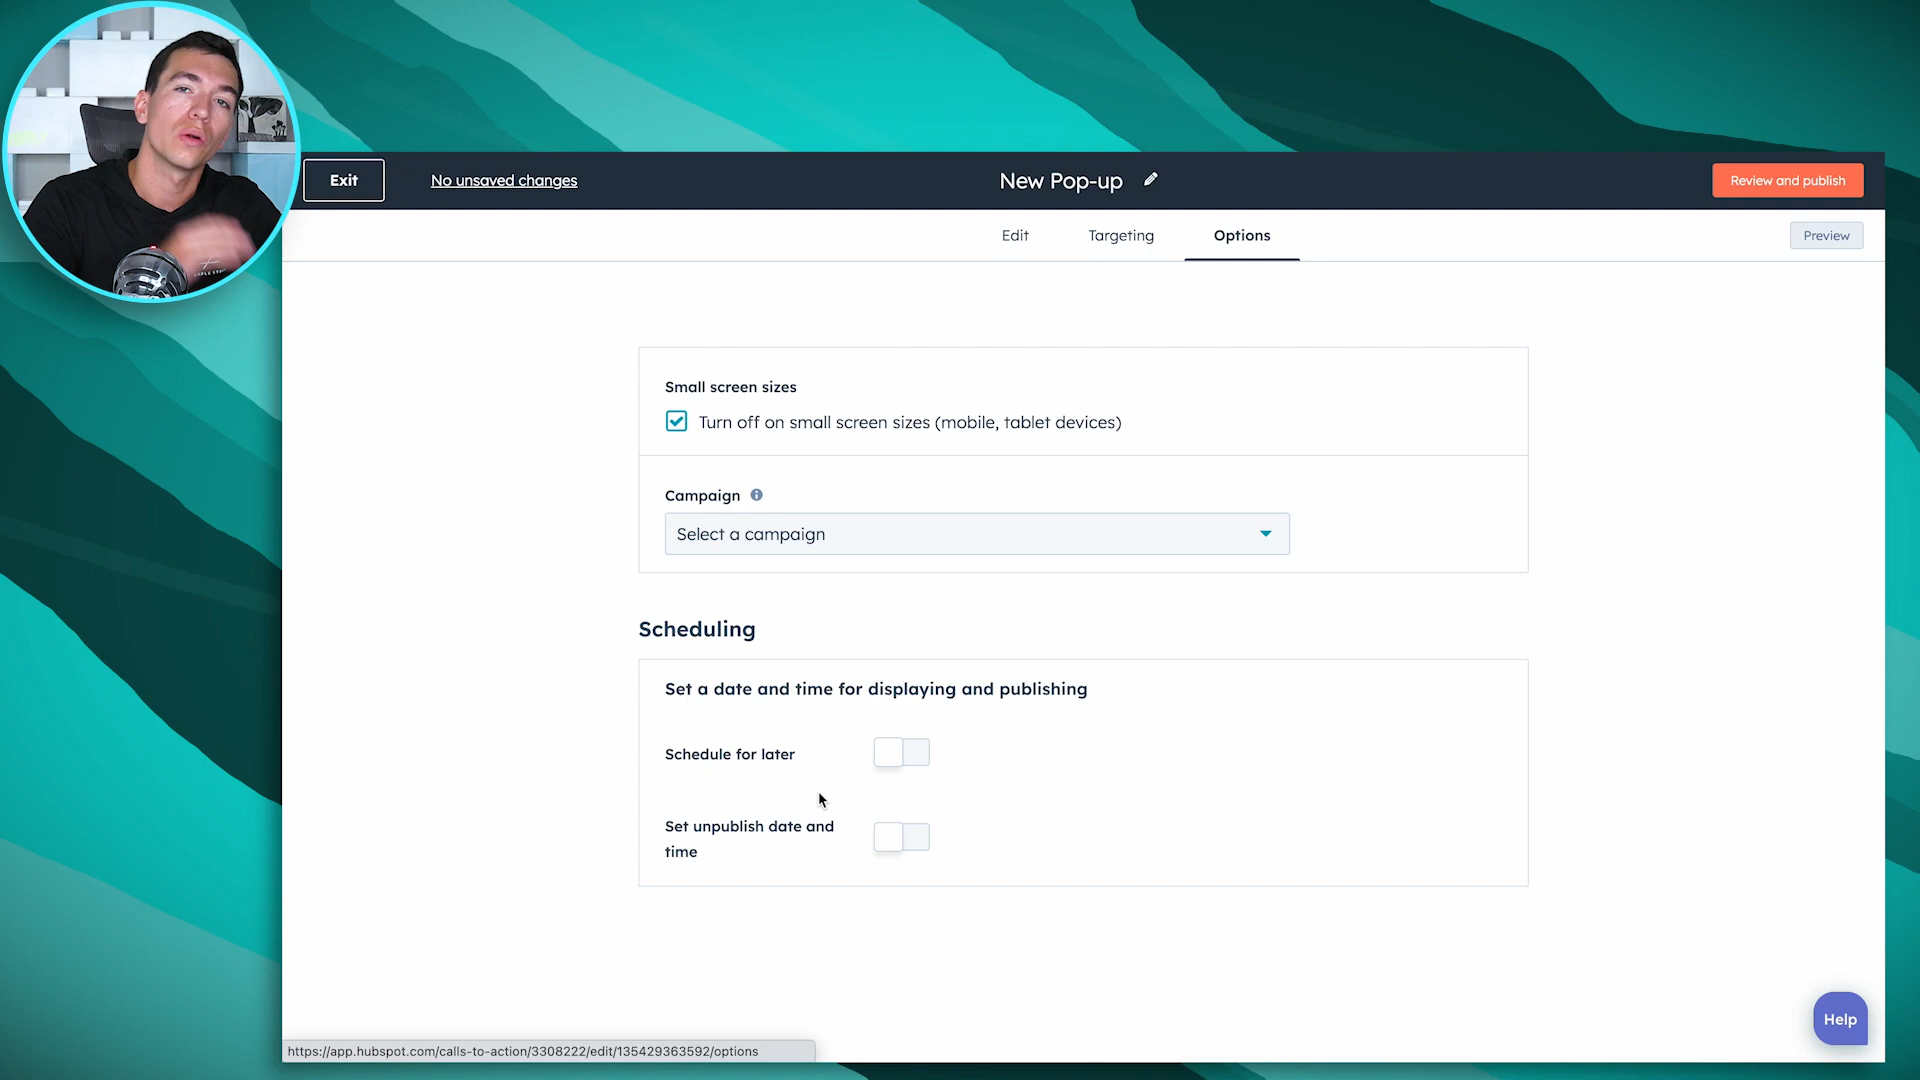 Exit
No unsaved changes
New Pop-up
Review and publish
Edit
Targeting
Options
Preview
Small screen sizes
Turn off on small screen sizes (mobile, tablet devices)
Campaign
Select a campaign
Scheduling
Set a date and time for displaying and publishing
Schedule for later
Set unpublish date and
time
Help
https://app.hubspot.com/calls-to-action/3308222/edit/135429363592/options